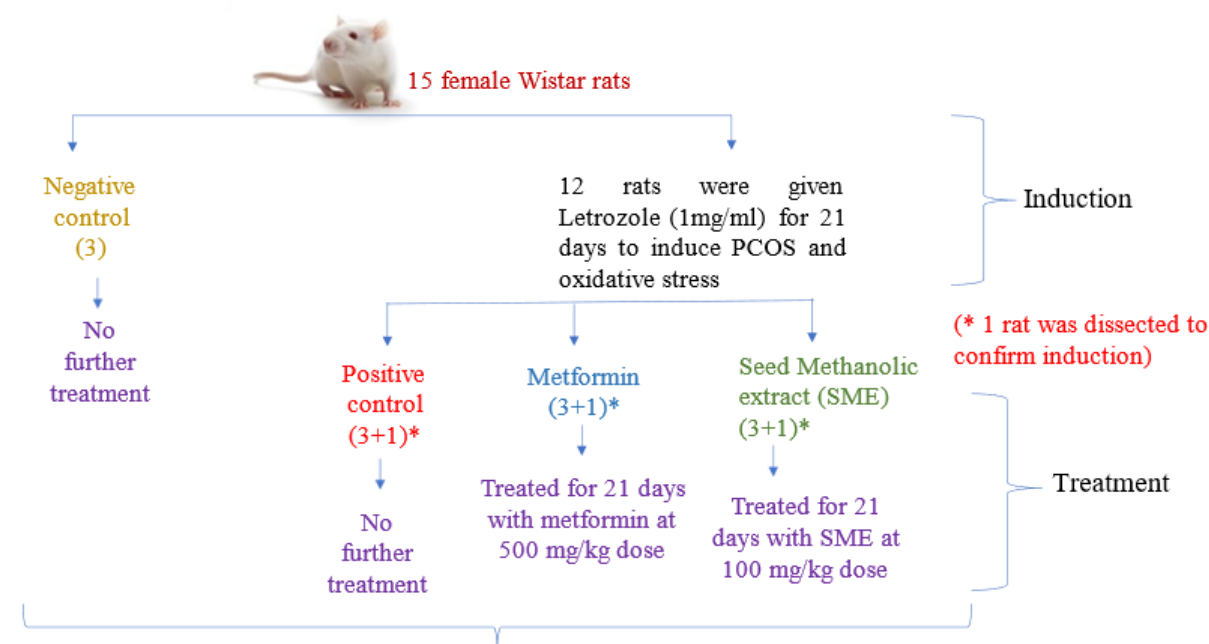 15 female Wistar rats
Negative
control
(3)
No
further
treatment
12 rats were given
Letrozole (1mg/ml) for 21
days to induce PCOS and
oxidative stress
Induction
(* 1 rat was dissected to
confirm induction)
Positive
control
(3+1)*
No
further
treatment
Metformin
(3+1)*
Treated for 21 days
with metformin at
500 mg/kg dose
Seed Methanolic
extract (SME)
(3+1)*
Treated for 21
days with SME at
100 mg/kg dose
Treatment